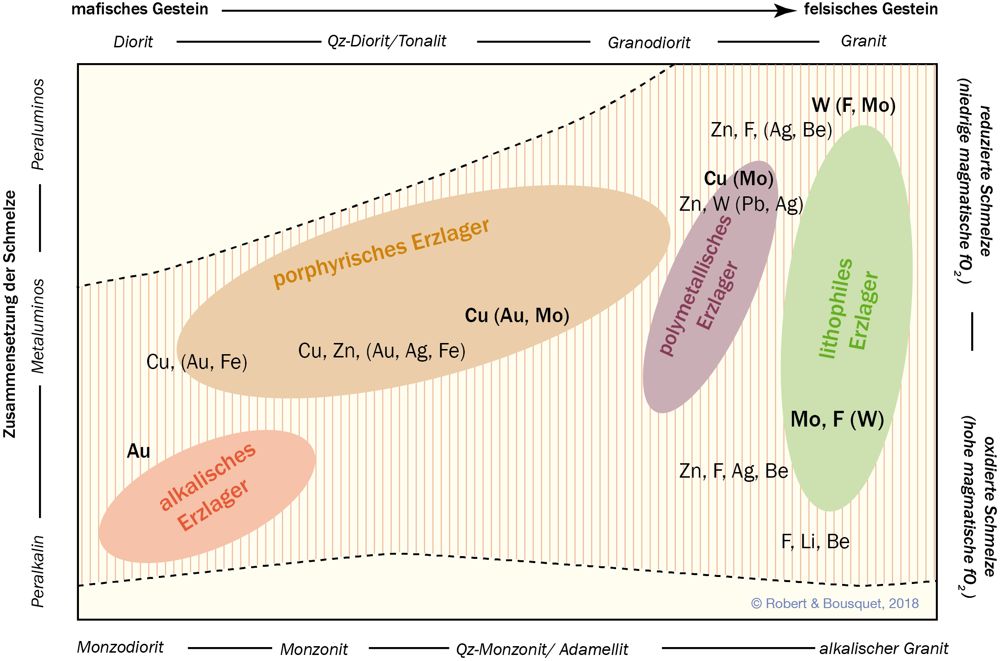 mafisches Gestein
felsisches Gestein
Diorit
Qz-Diorit/Tonalit
Granodiorit
Granit
Zusammensetzung der Schmelze
Peraluminos
Metaluminos
Peralkalin
W (F, Mo)
Zn, F, (Ag, Be)
Cu (Mo)
Zn, W (Pb, Ag)
porphyrisches Erzlager
polymetallisches
Erzlager
lithophiles
Erzlager
Cu (Au, Mo)
Cu, Zn, (Au, Ag, Fe)
Cu, (Au, Fe)
Mo, F (W)
Au
alkalisches
Erzlager
Zn, F, Ag, Be
F, Li, Be
© Robert & Bousquet, 2018
reduzierte Schmelze
(niedrige magmatische fO₂)
oxidierte Schmelze
(hohe magmatische fO₂)
Monzodiorit
Monzonit
Qz-Monzonit/ Adamellit
alkalischer Granit